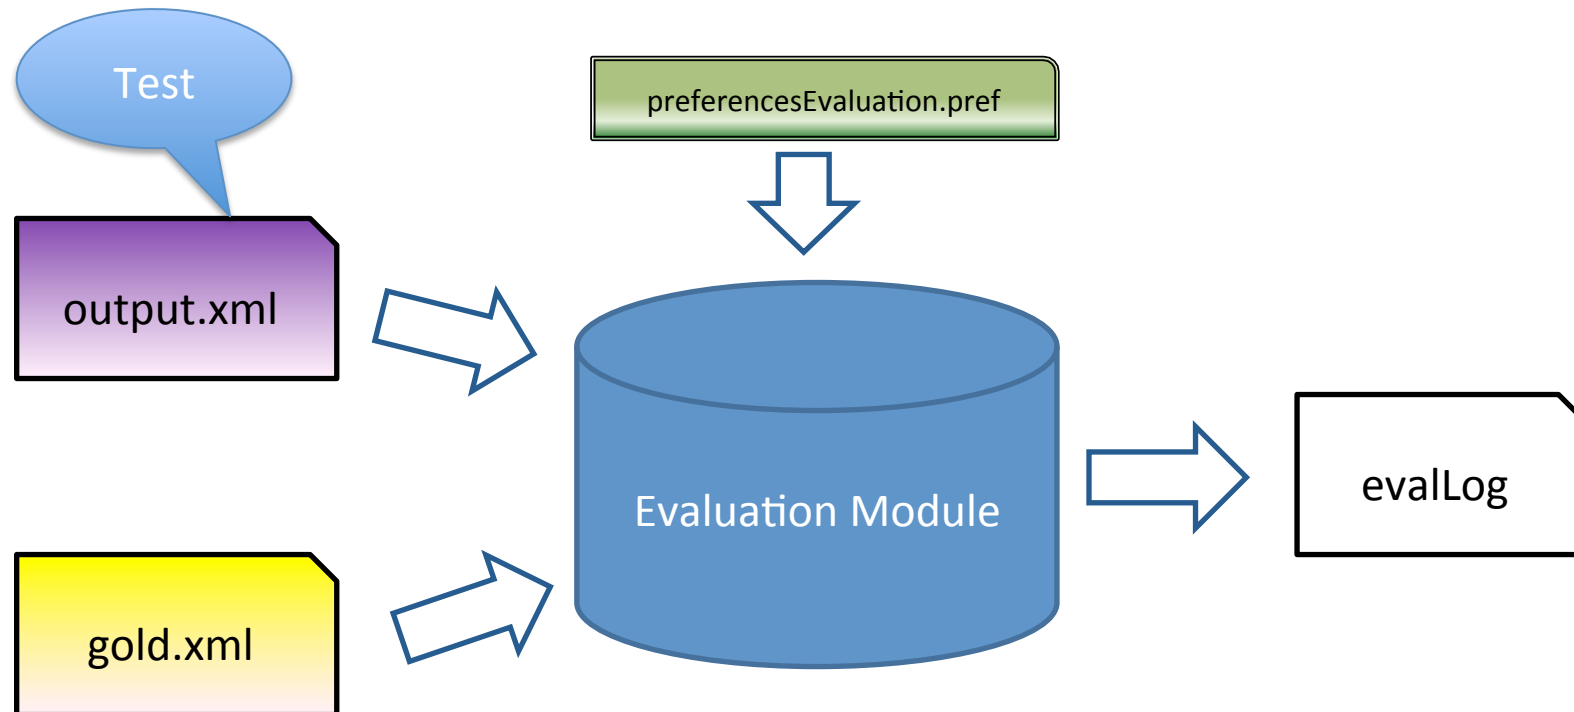 Test
preferencesEvaluation.pref
output.xml
Evaluation Module
evalLog
gold.xml